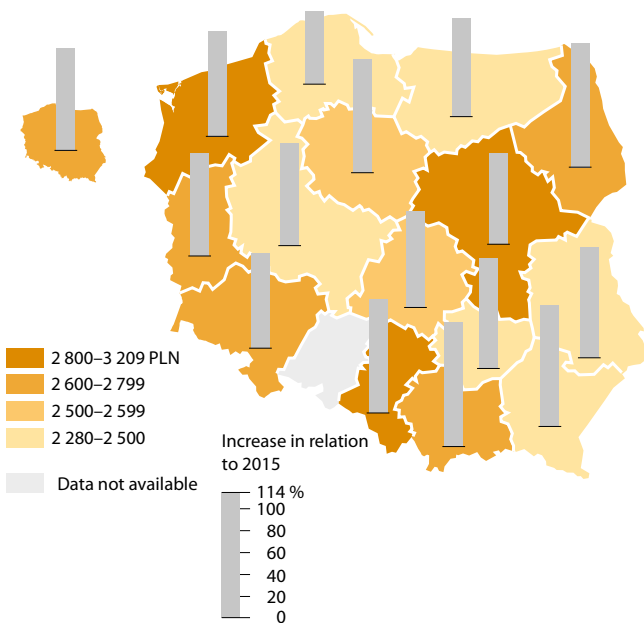 2 800–3 209 PLN
2 600–2 799
2 500–2 599
2 280–2 500
Data not available
Increase in relation
to 2015
114 %
100
80
60
40
20
0